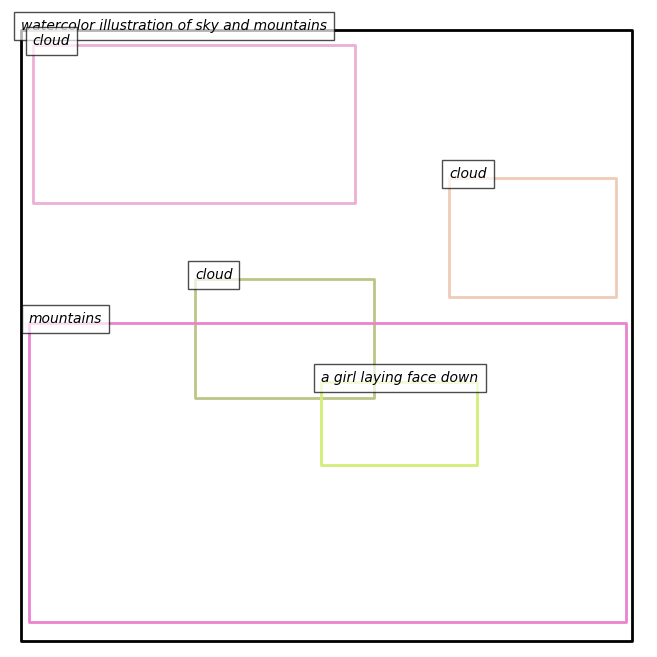 watercolor illustration of sky and mountains
cloud
cloud
cloud
mountains
a girl laying face down